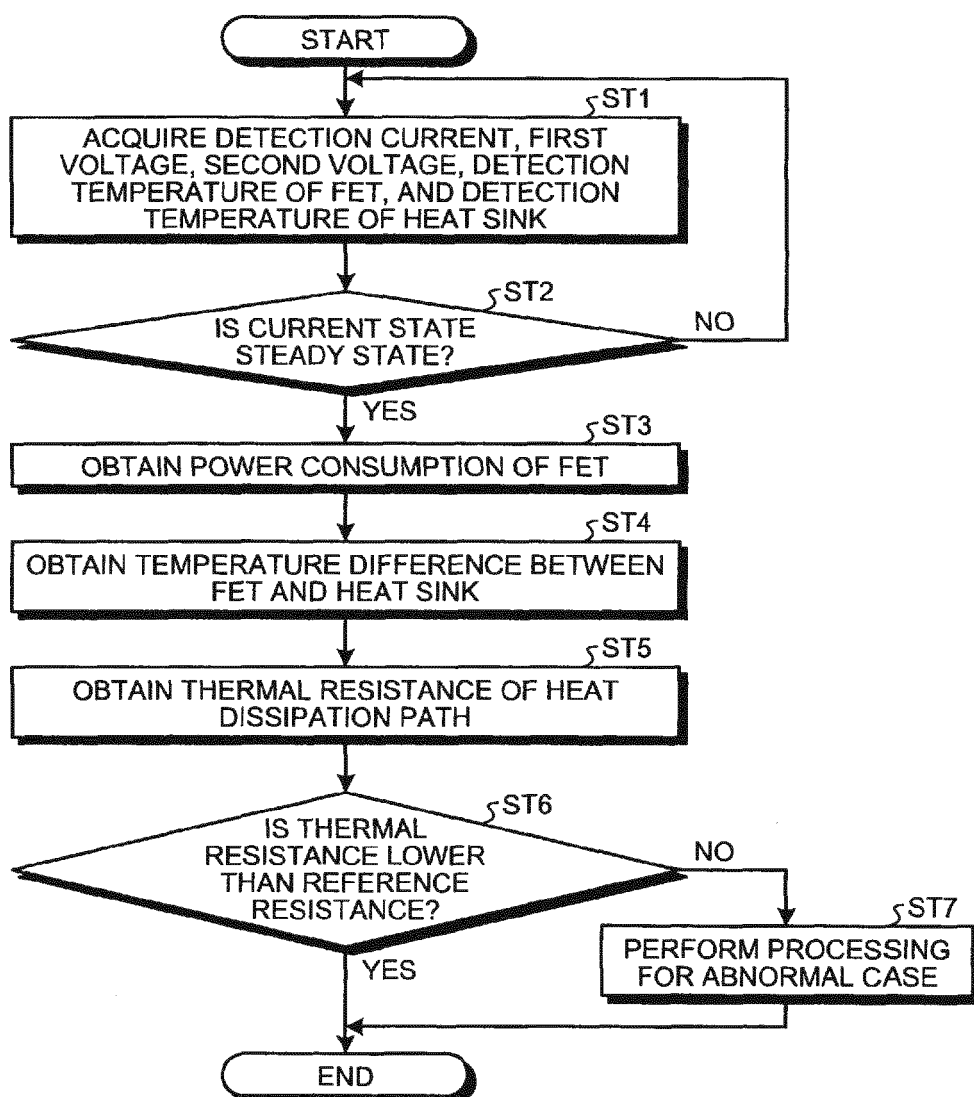 START
ST1
ACQUIRE DETECTION CURRENT, FIRST
VOLTAGE, SECOND VOLTAGE, DETECTION
TEMPERATURE OF FET, AND DETECTION
TEMPERATURE OF HEAT SINK
ST2
IS CURRENT STATE
STEADY STATE?
NO
YES
ST3
OBTAIN POWER CONSUMPTION OF FET
ST4
OBTAIN TEMPERATURE DIFFERENCE BETWEEN
FET AND HEAT SINK
ST5
OBTAIN THERMAL RESISTANCE OF HEAT
DISSIPATION PATH
ST6
IS THERMAL
RESISTANCE LOWER
THAN REFERENCE
RESISTANCE?
NO
YES
ST7
PERFORM PROCESSING
FOR ABNORMAL CASE
END